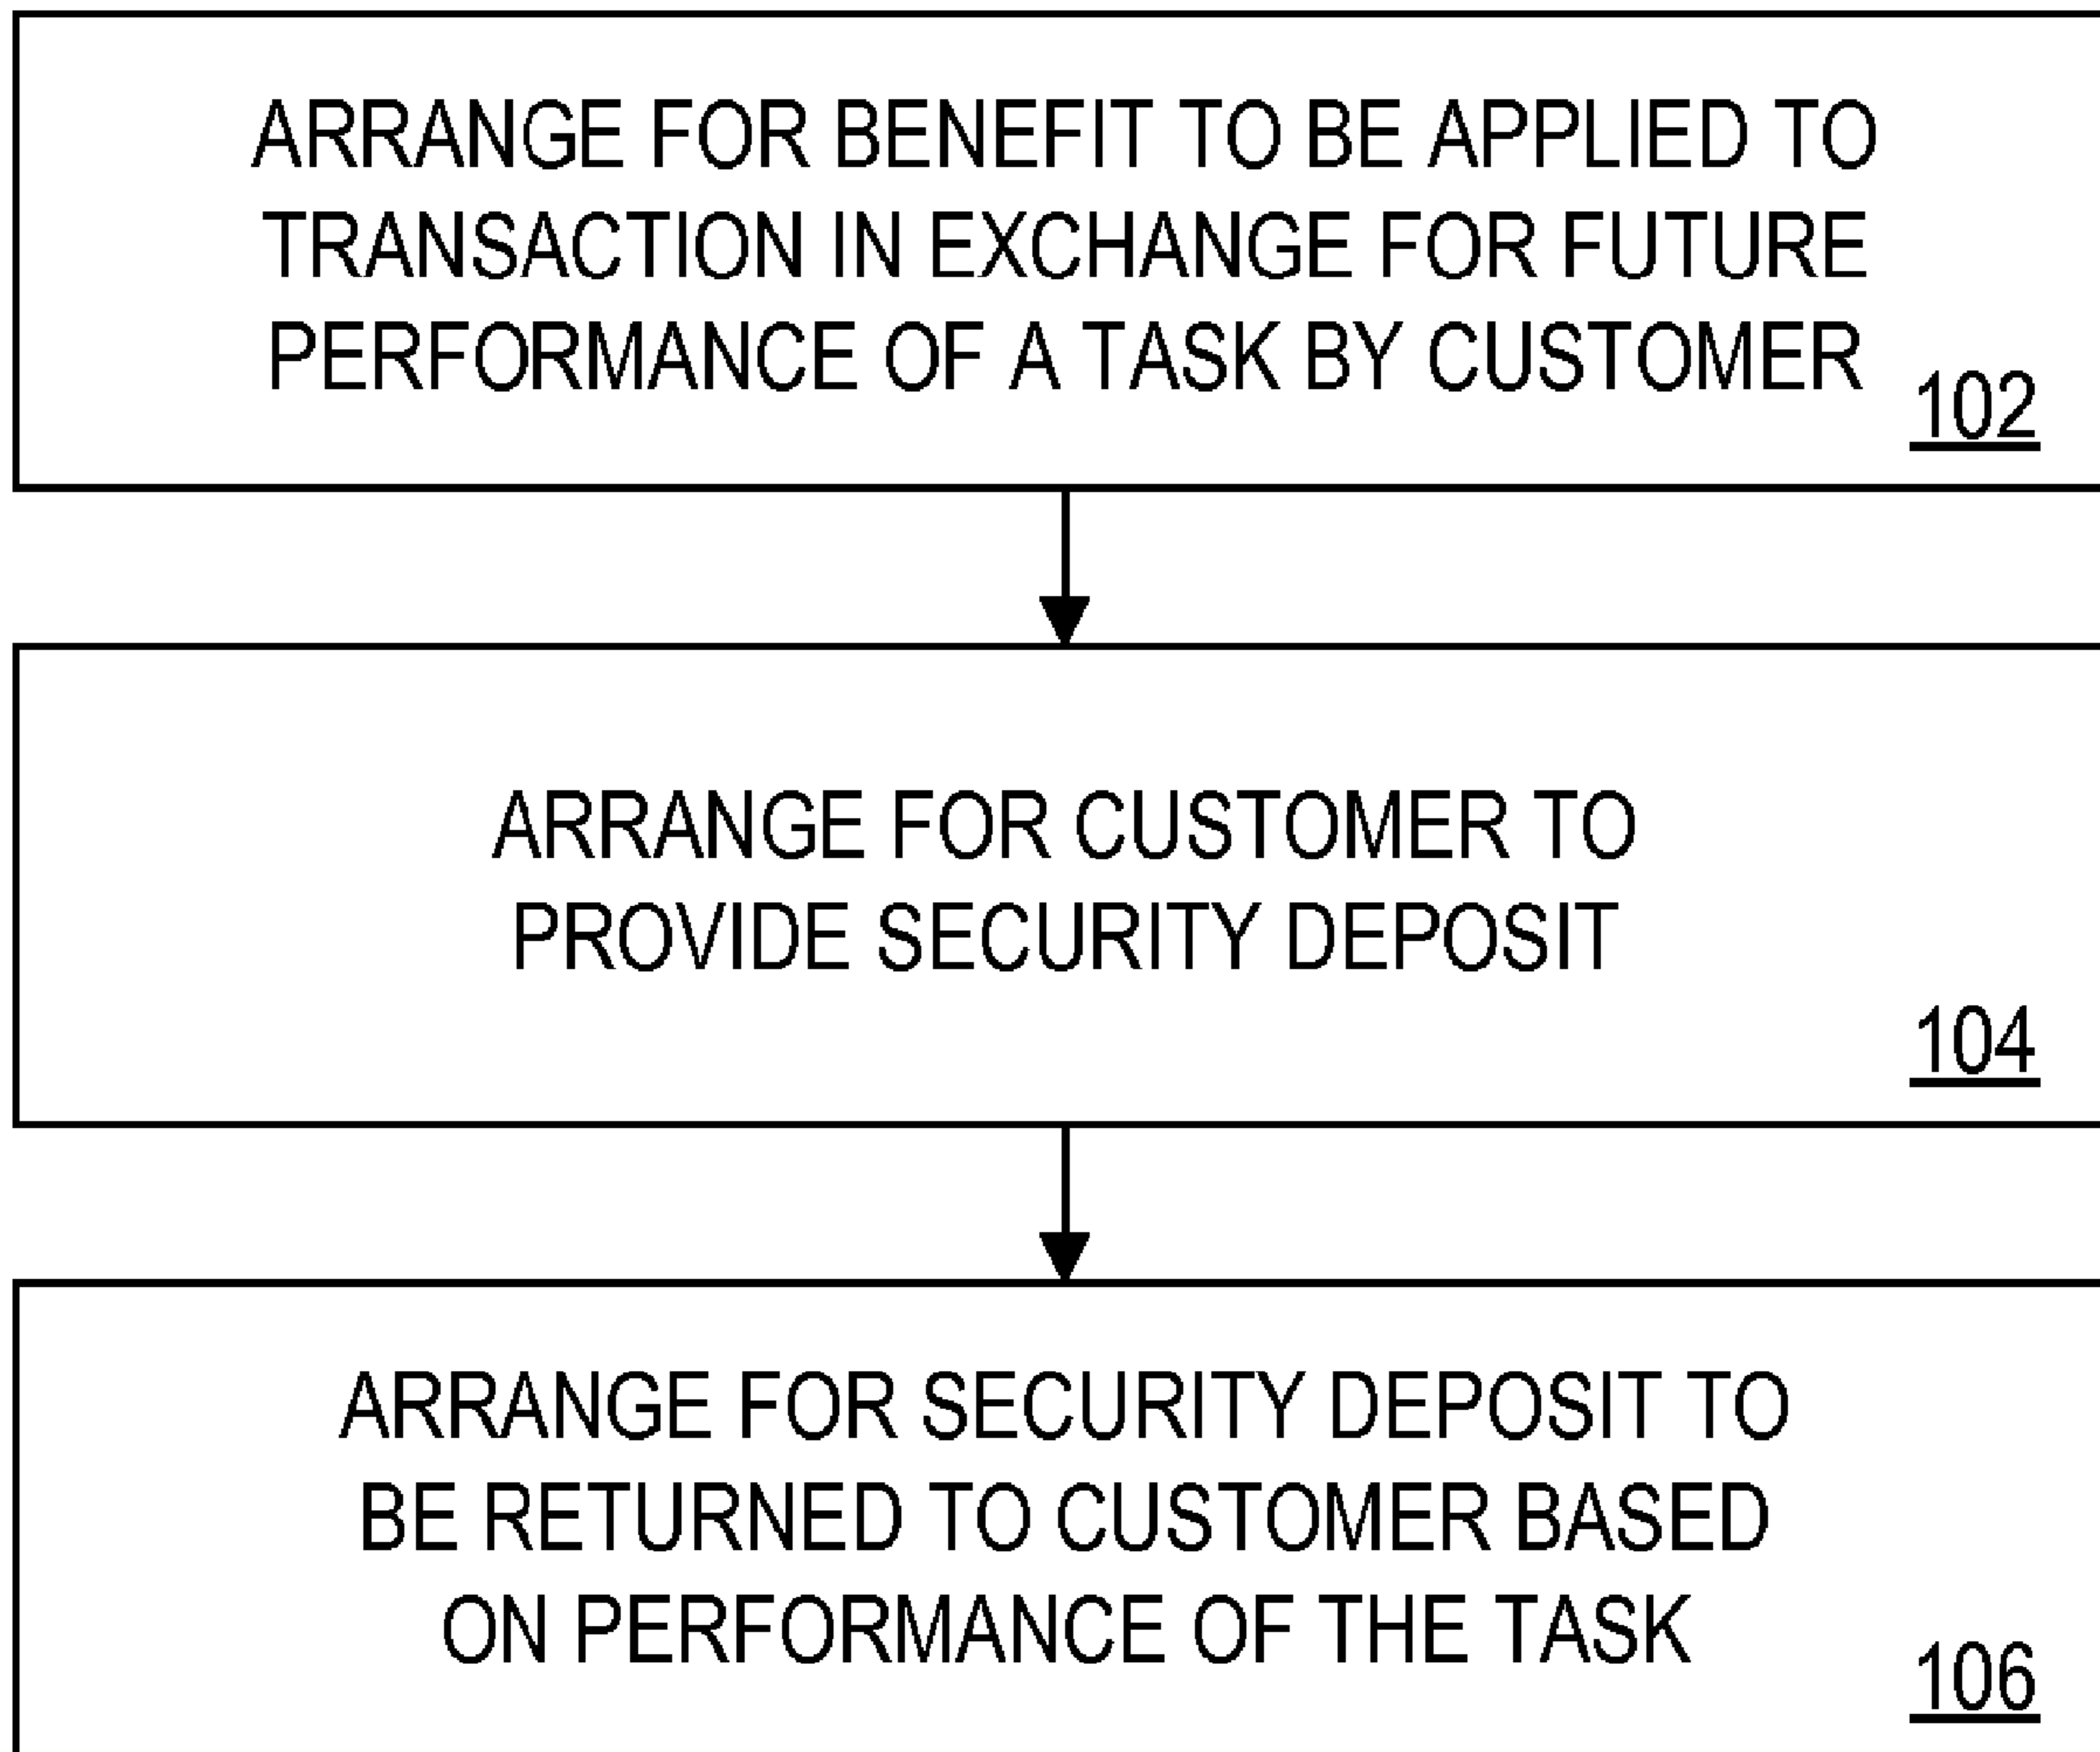 ARRANGE FOR BENEFIT TO BE APPLIED TO
TRANSACTION IN EXCHANGE FOR FUTURE
PERFORMANCE OF A TASK BY CUSTOMER
102
ARRANGE FOR CUSTOMER TO
PROVIDE SECURITY DEPOSIT
104
ARRANGE FOR SECURITY DEPOSIT TO
BE RETURNED TO CUSTOMER BASED
ON PERFORMANCE OF THE TASK
106